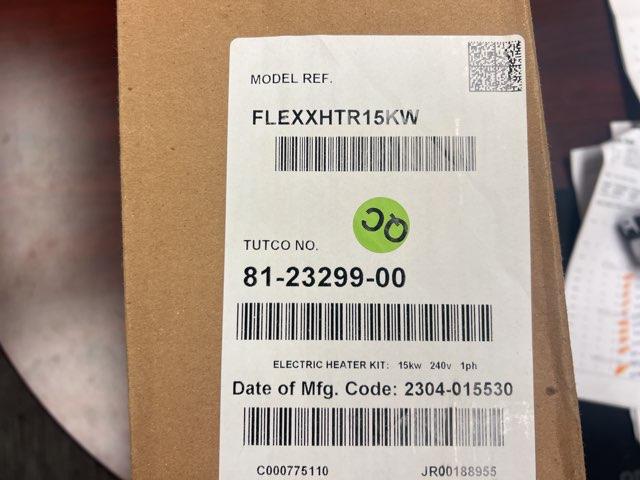 MODEL REF.
FLEXXHTR15KW
QC
TUTCO NO.
81-23299-00
ELECTRIC HEATER KIT: 15kw 240v 1ph
Date of Mfg. Code: 2304-015530
C000775110 JR00188955